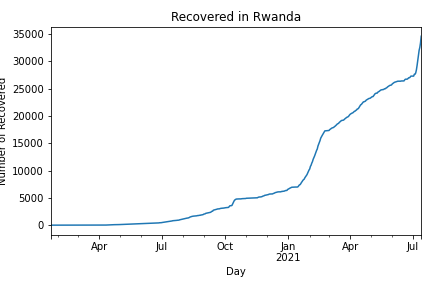 Recovered in Rwanda
35000
30000
25000
20000
15000
10000
5000
0
Number of Recovered
Apr Jul Oct Jan Apr Jul
2021
Day